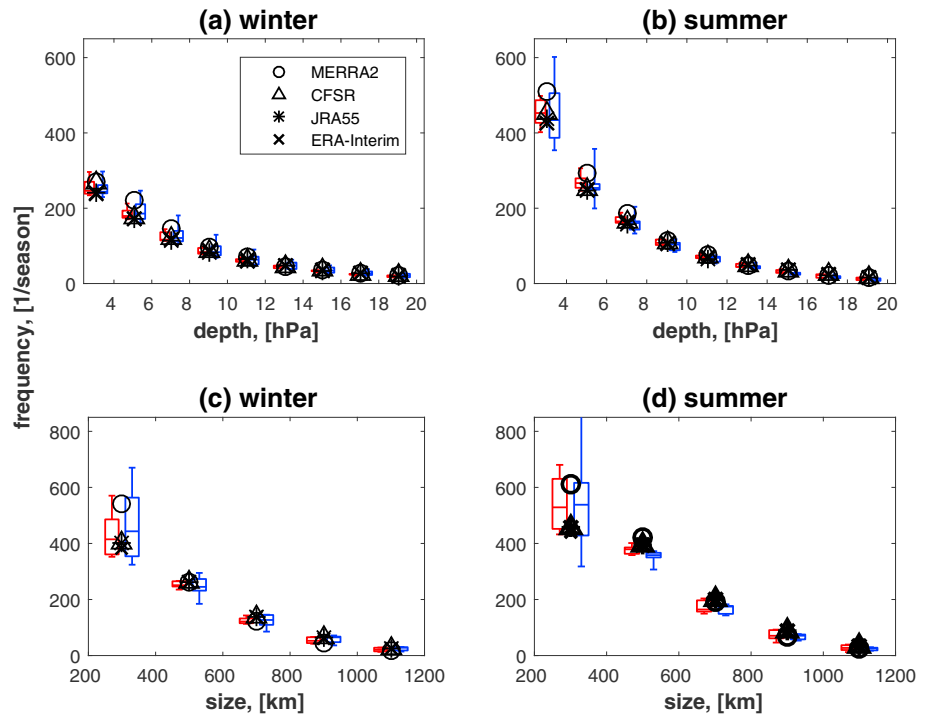 (a) winter
(b) summer
600
400
200
0
MERRA2
CFSR
JRA55
ERA-Interim
4 6 8 10 12 14 16 18 20
depth, [hPa]
600
400
200
0
4 6 8 10 12 14 16 18 20
depth, [hPa]
frequency, [1/season]
(c) winter
(d) summer
800
600
400
200
0
200 400 600 800 1000 1200
size, [km]
800
600
400
200
0
200 400 600 800 1000 1200
size, [km]